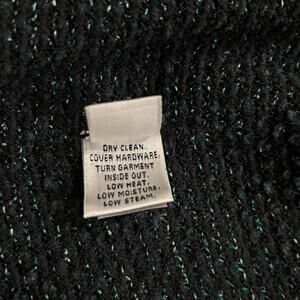 DRY CLEAN.
COVER HARDWARE;
TURN GARMENT
INSIDE OUT.
LOW HEAT.
LOW MOISTURE.
LOW STEAM.